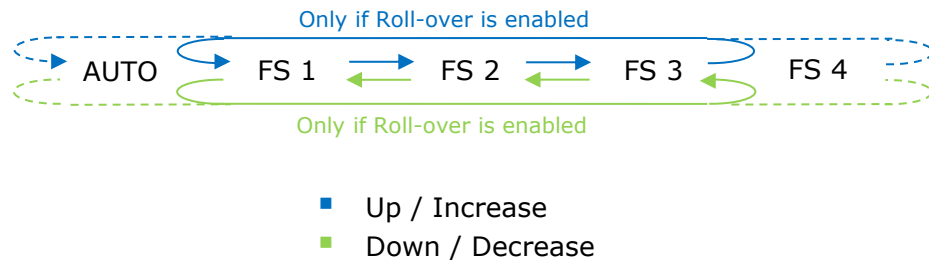 Only if Roll-over is enabled
AUTO FS 1 FS 2 FS 3 FS 4
Only if Roll-over is enabled
Up / Increase
Down / Decrease